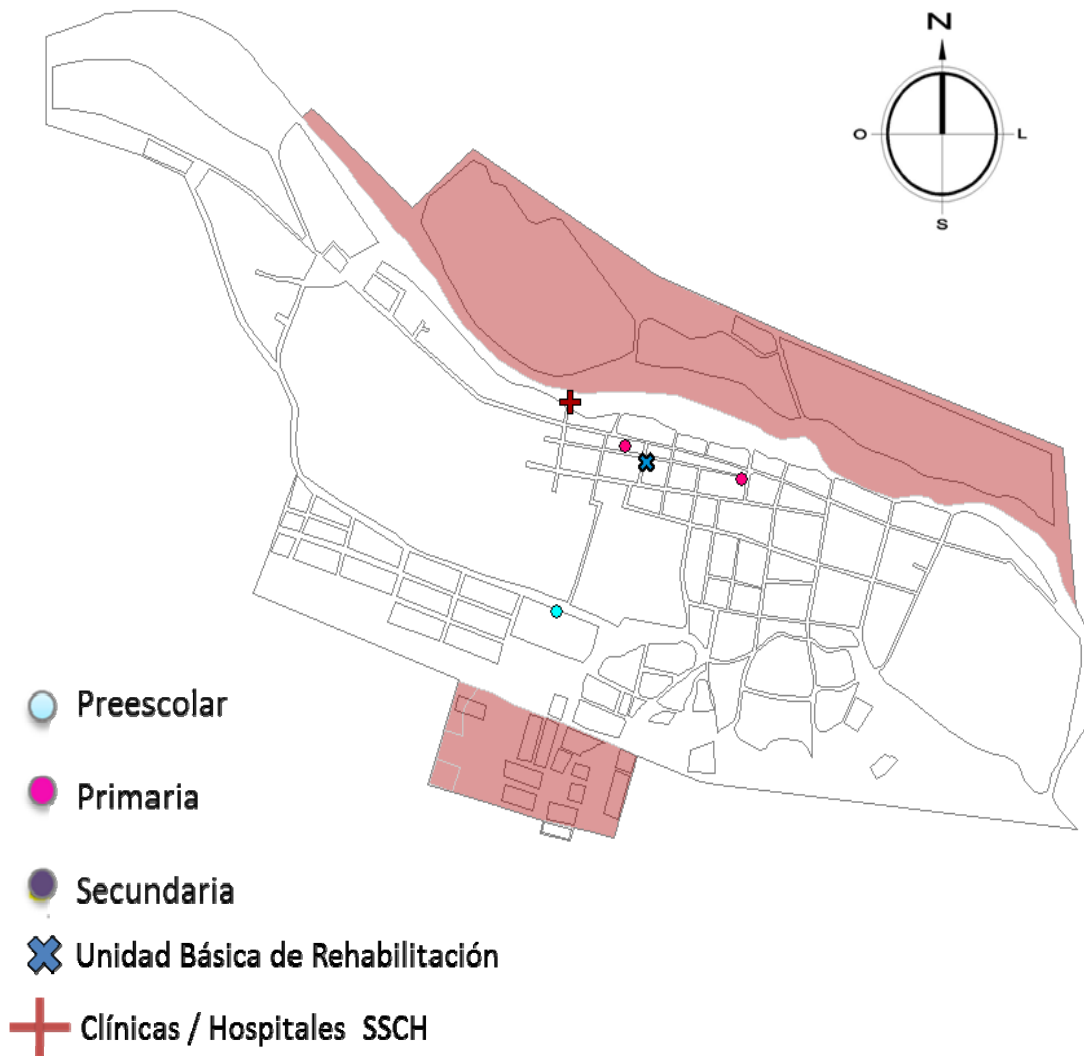 N
O
L
S
Preescolar
Primaria
Secundaria
Unidad Básica de Rehabilitación
Clínicas / Hospitales SSCH